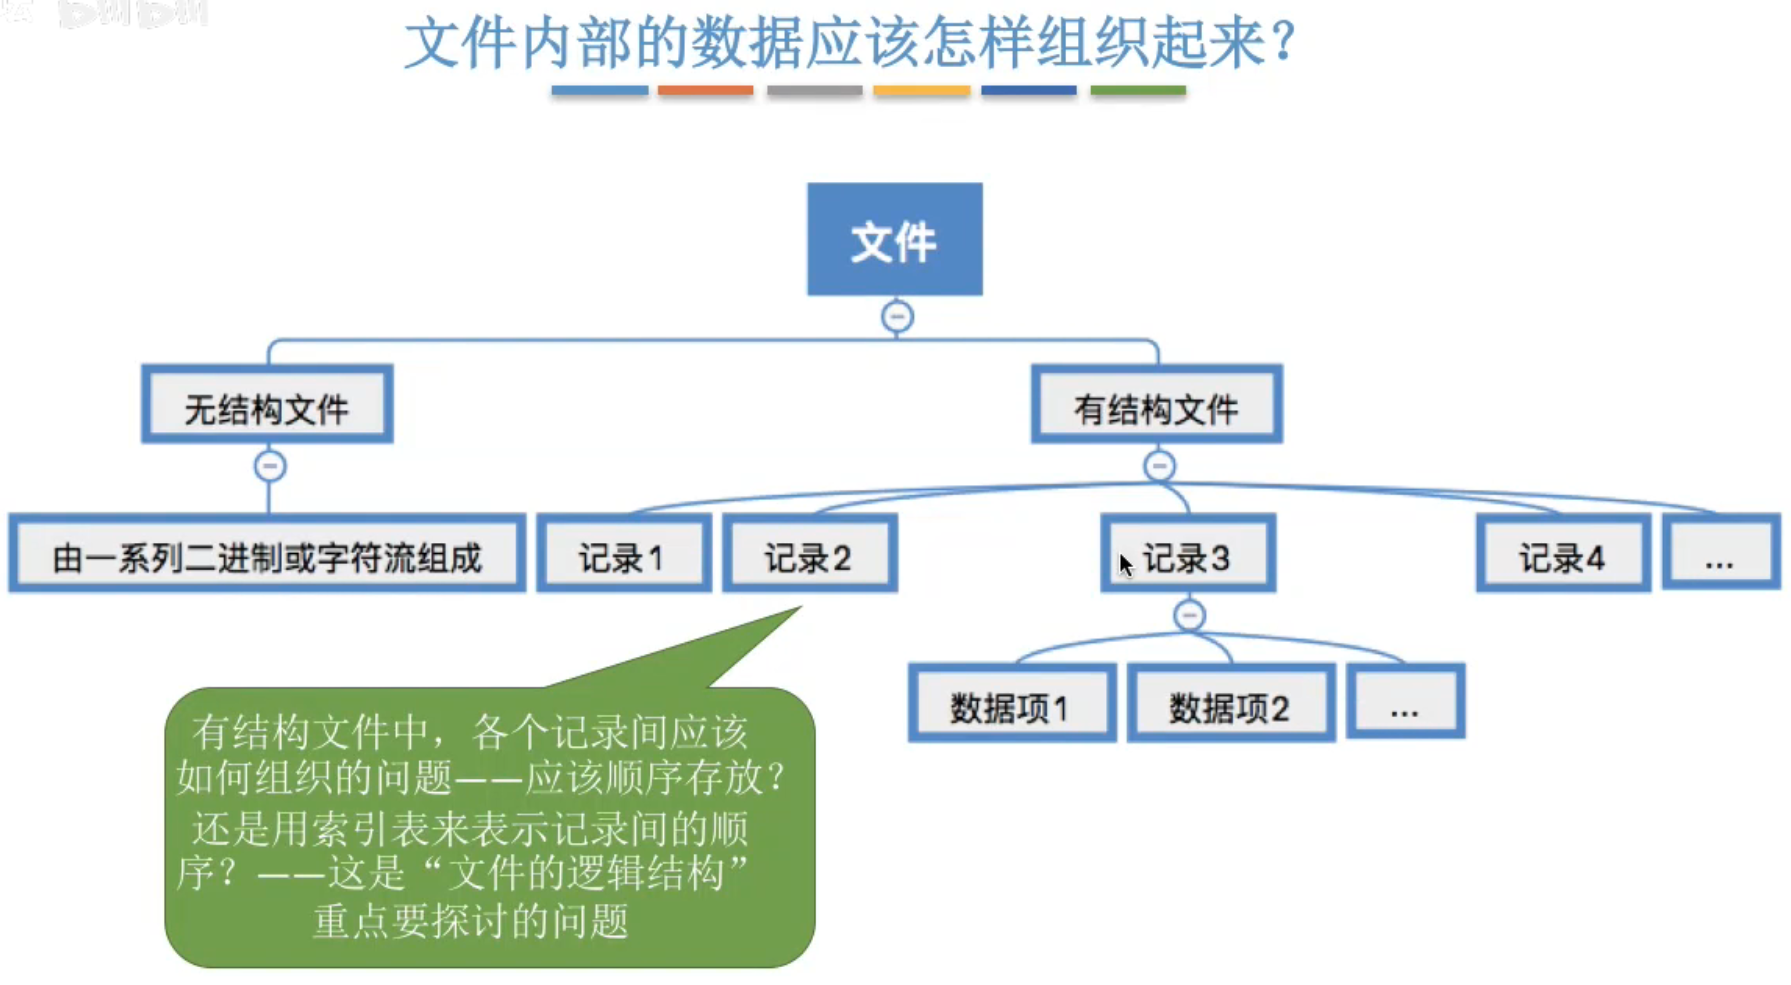 文件内部的数据应该怎样组织起来？
文件
无结构文件
有结构文件
由一系列二进制或字符流组成
记录1
记录2
记录3
记录4
...
数据项1
数据项2
...
有结构文件中，各个记录间应该
如何组织的问题——应该顺序存放？
还是用索引表来表示记录间的顺
序？——这是“文件的逻辑结构”
重点要探讨的问题